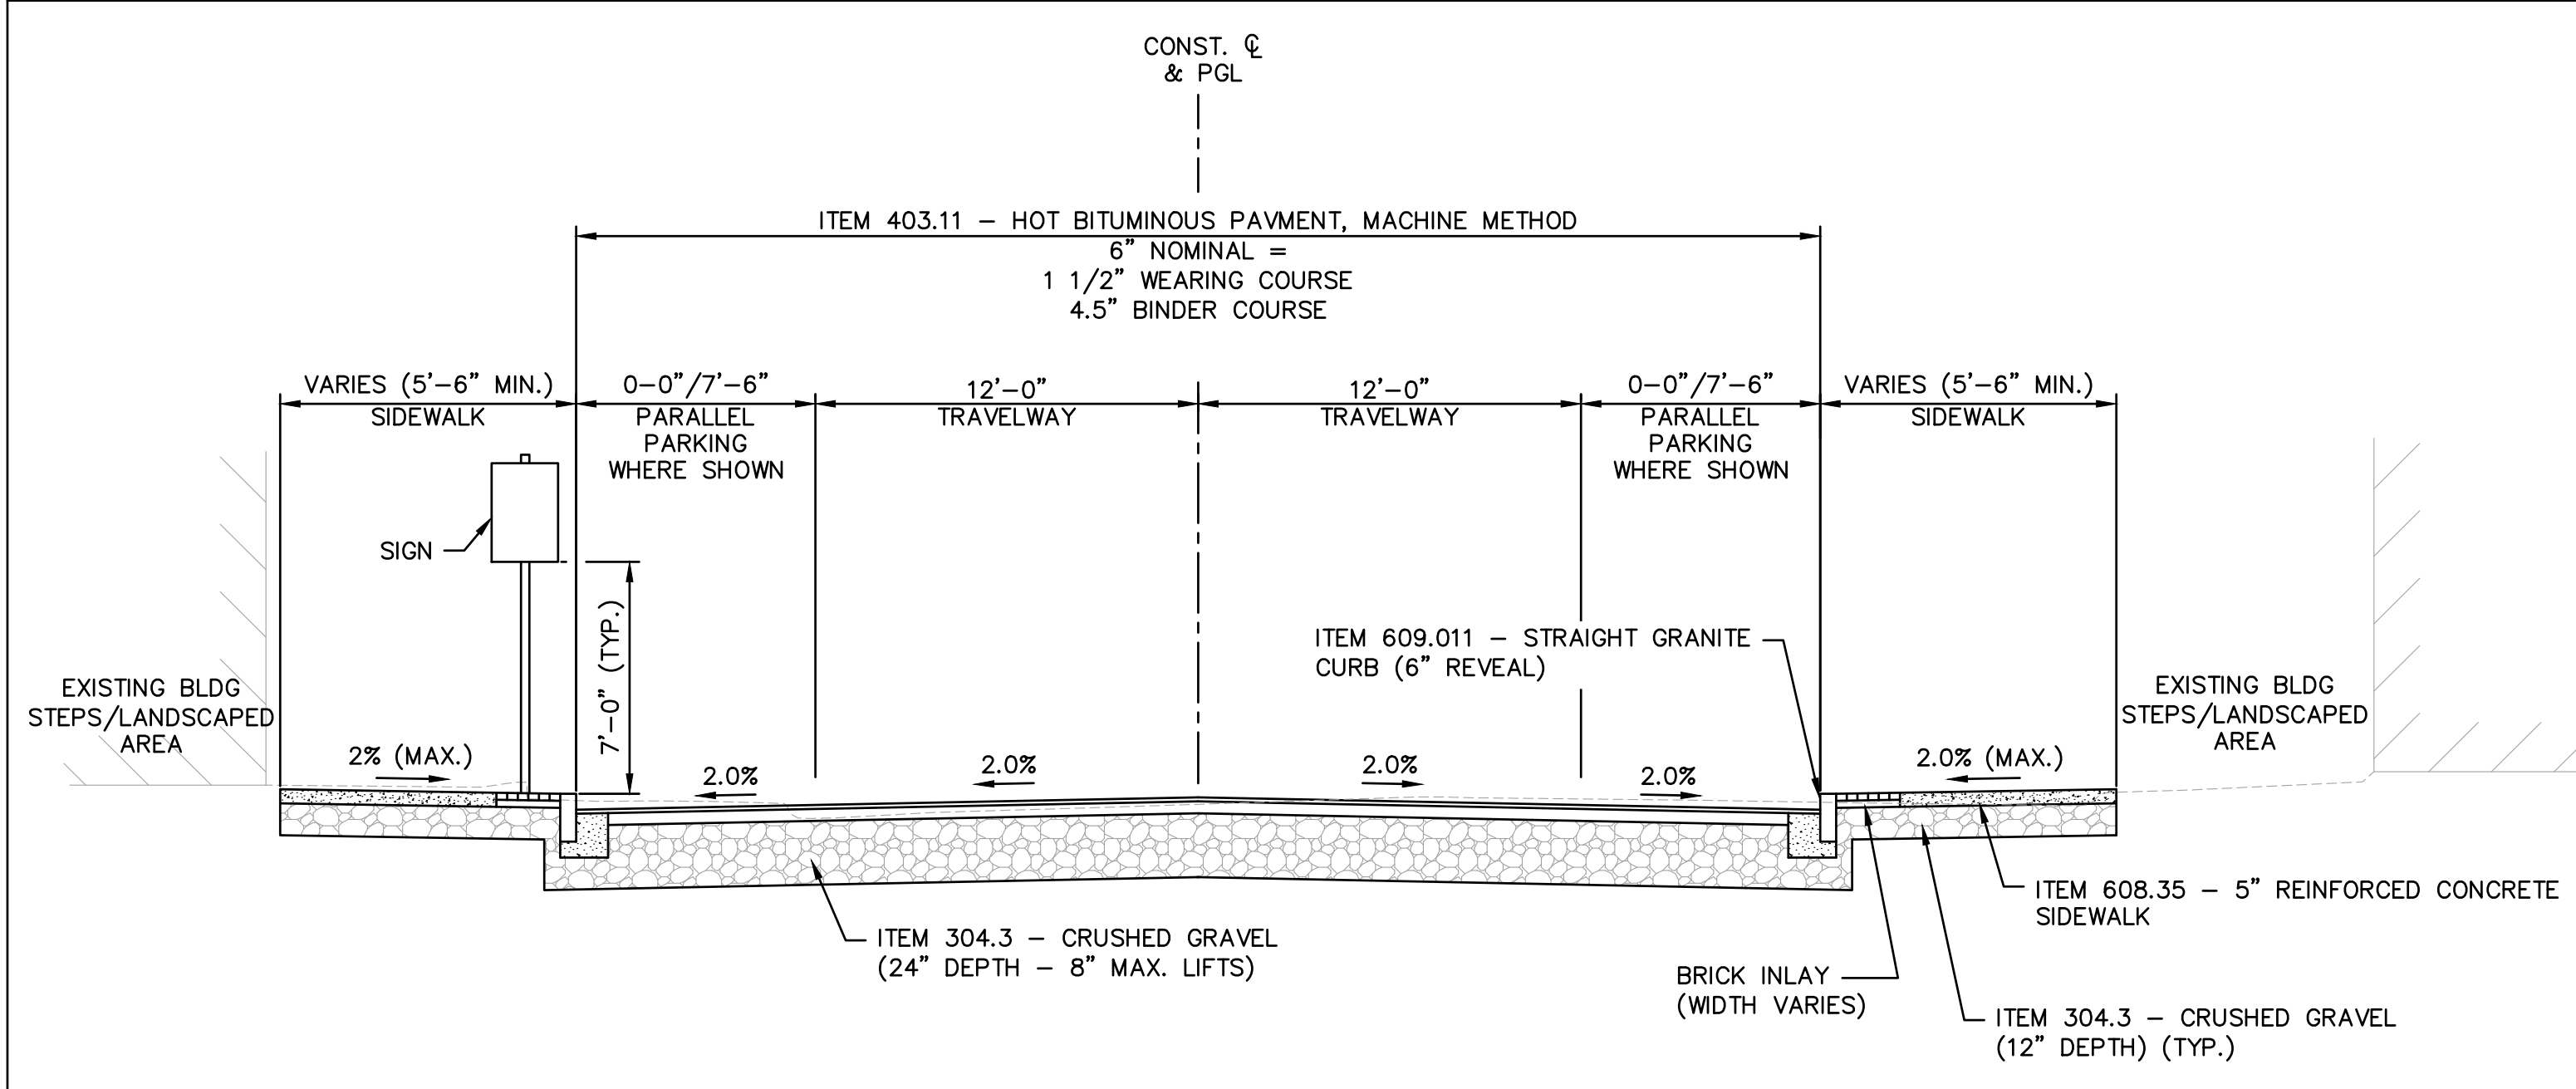 CONST. ℄
& PGL
ITEM 403.11 – HOT BITUMINOUS PAVMENT, MACHINE METHOD
6" NOMINAL =
1 1/2" WEARING COURSE
4.5" BINDER COURSE
VARIES (5'-6" MIN.)
SIDEWALK
0-0"/7'-6"
PARALLEL
PARKING
WHERE SHOWN
12'-0"
TRAVELWAY
12'-0"
TRAVELWAY
0-0"/7'-6"
PARALLEL
PARKING
WHERE SHOWN
VARIES (5'-6" MIN.)
SIDEWALK
SIGN
7'-0" (TYP.)
ITEM 609.011 – STRAIGHT GRANITE
CURB (6" REVEAL)
EXISTING BLDG
STEPS/LANDSCAPED
AREA
EXISTING BLDG
STEPS/LANDSCAPED
AREA
2% (MAX.)
2.0%
2.0%
2.0%
2.0%
2.0% (MAX.)
ITEM 304.3 – CRUSHED GRAVEL
(24" DEPTH – 8" MAX. LIFTS)
ITEM 608.35 – 5" REINFORCED CONCRETE
SIDEWALK
BRICK INLAY
(WIDTH VARIES)
ITEM 304.3 – CRUSHED GRAVEL
(12" DEPTH) (TYP.)